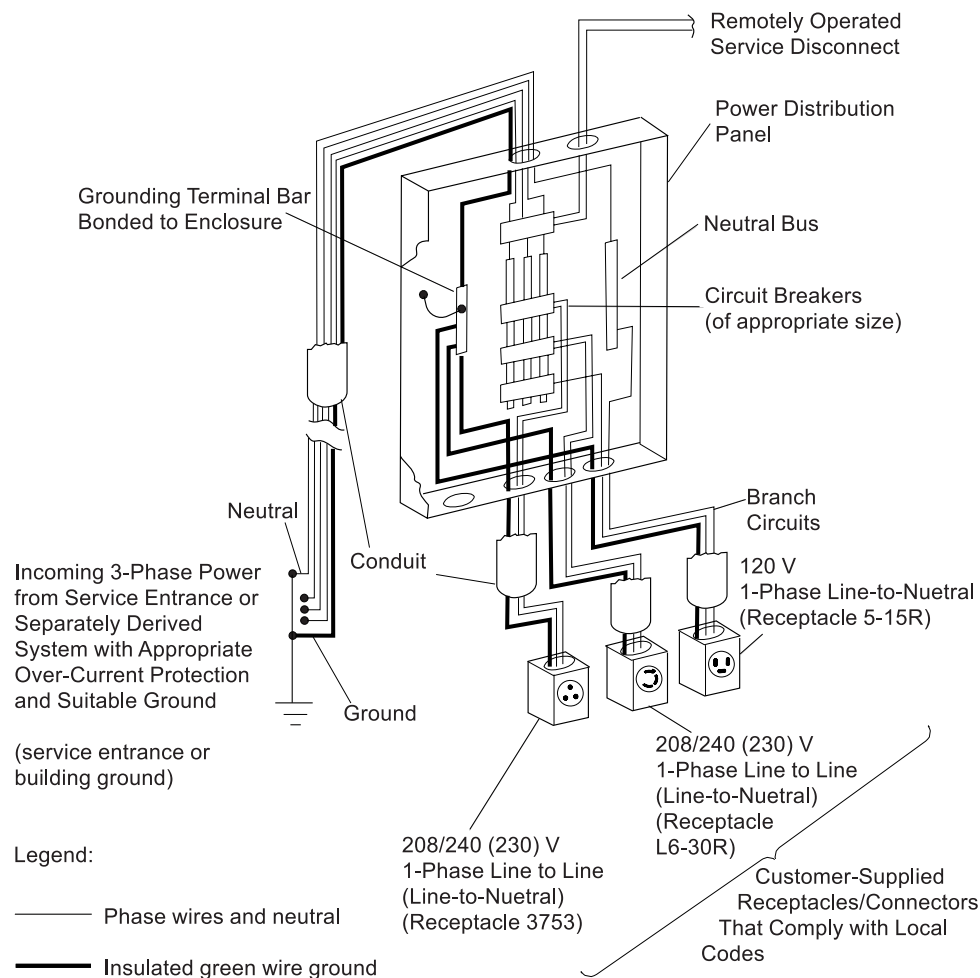 Remotely Operated
Service Disconnect
Power Distribution
Panel
Grounding Terminal Bar
Bonded to Enclosure
Neutral Bus
Circuit Breakers
(of appropriate size)
Neutral
Conduit
Branch
Circuits
Incoming 3-Phase Power
from Service Entrance or
Separately Derived
System with Appropriate
Over-Current Protection
and Suitable Ground
(service entrance or
building ground)
Ground
120 V
1-Phase Line-to-Nuetral
(Receptacle 5-15R)
208/240 (230) V
1-Phase Line to Line
(Line-to-Nuetral)
(Receptacle
L6-30R)
208/240 (230) V
1-Phase Line to Line
(Line-to-Nuetral)
(Receptacle 3753)
Customer-Supplied
Receptacles/Connectors
That Comply with Local
Codes
Legend:
Phase wires and neutral
Insulated green wire ground